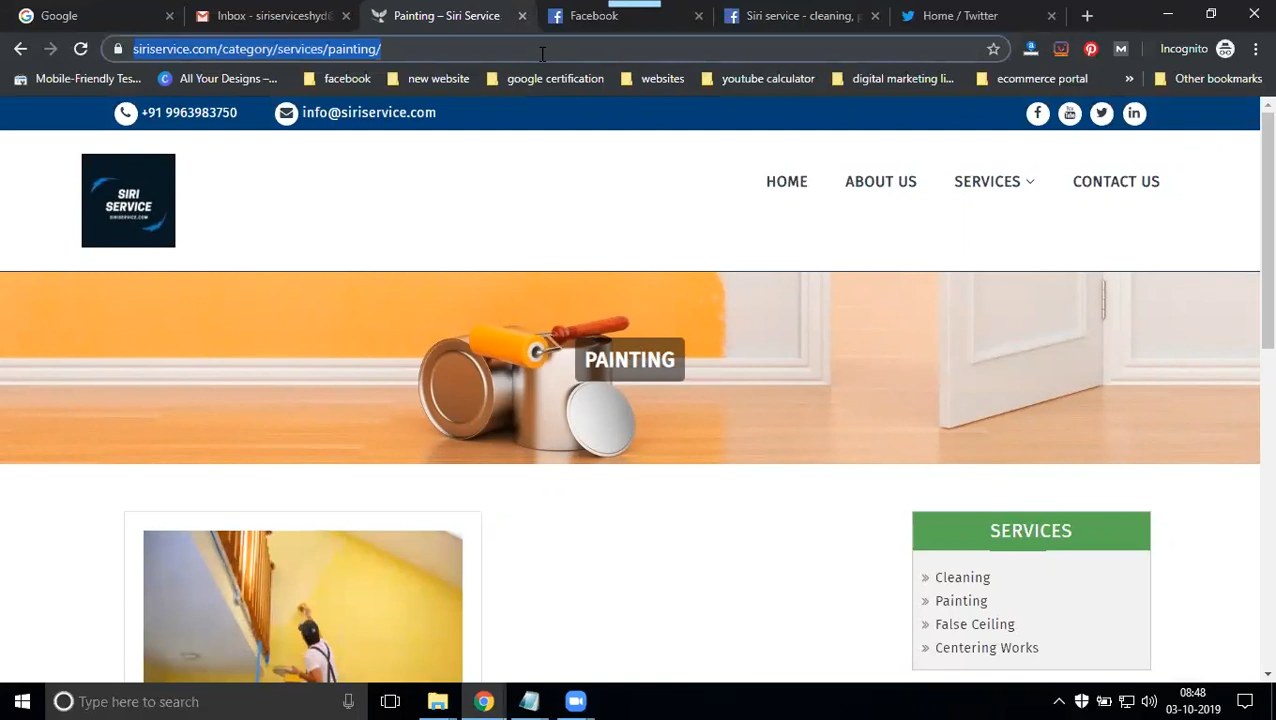 Google
Inbox - siriserviceshyd
Painting – Siri Service
Facebook
Siri service - cleaning, p
Home / Twitter
siriservice.com/category/services/painting/
Incognito
Mobile-Friendly Tes...
All Your Designs –...
facebook
new website
google certification
websites
youtube calculator
digital marketing li...
ecommerce portal
Other bookmarks
+91 9963983750
info@siriservice.com
SIRI
SERVICE
SIRISERVICE.COM
HOME
ABOUT US
SERVICES
CONTACT US
PAINTING
SERVICES
» Cleaning
» Painting
» False Ceiling
» Centering Works
Type here to search
08:48
03-10-2019